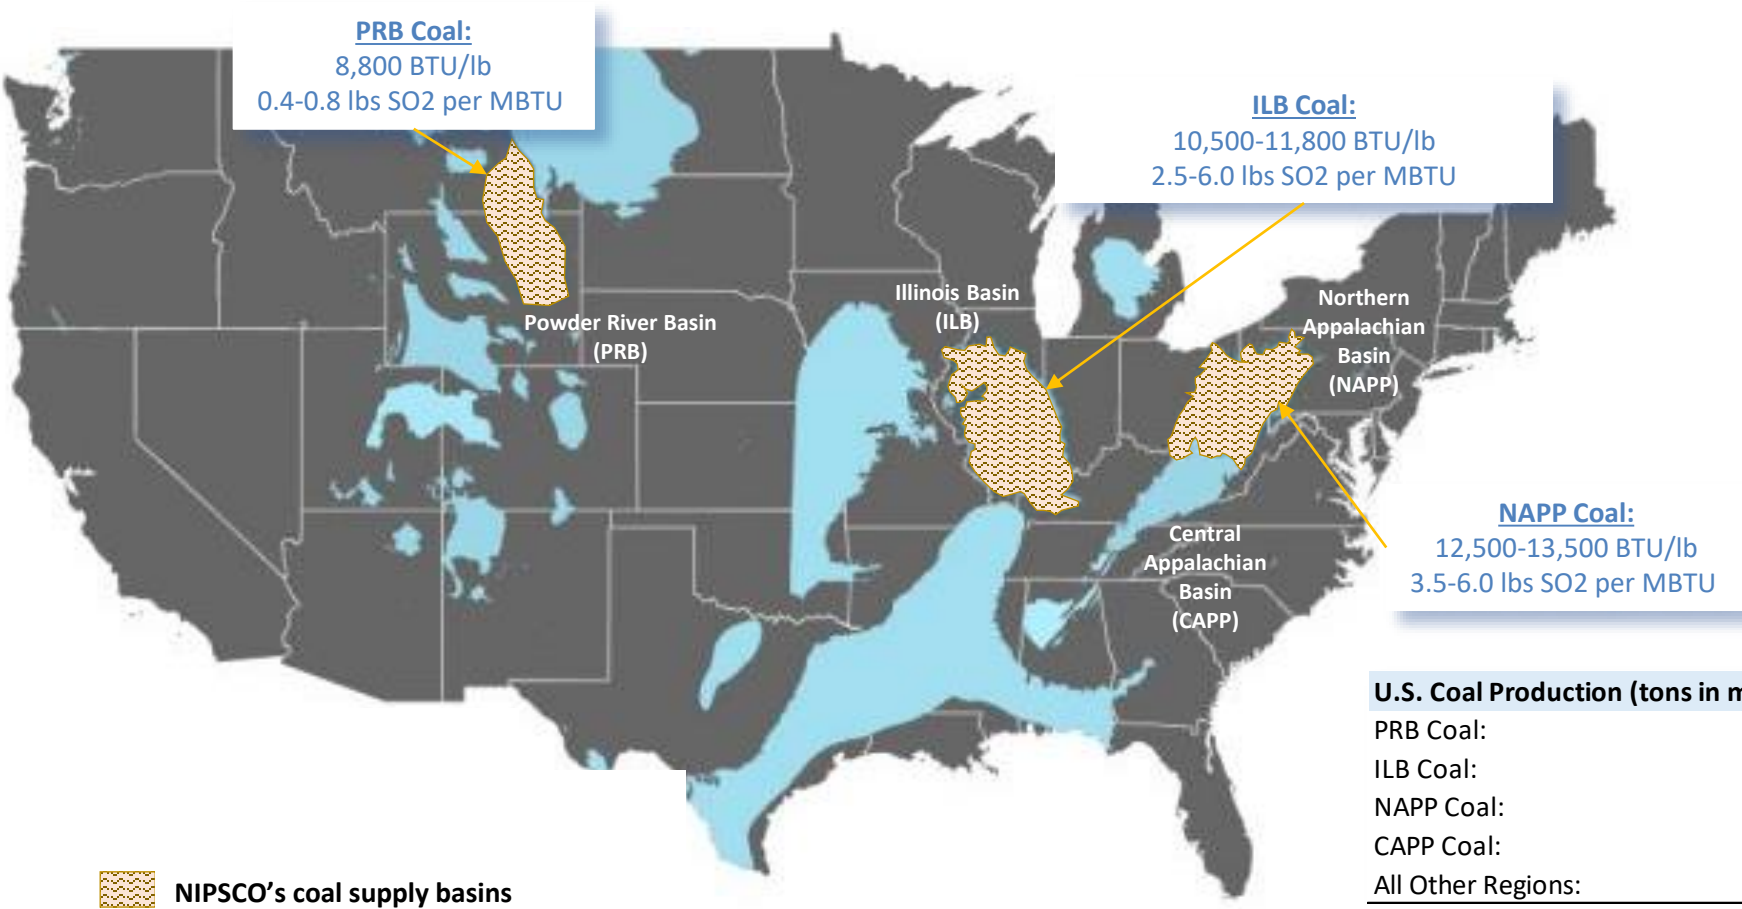 PRB Coal:
8,800 BTU/lb
0.4-0.8 lbs SO2 per MBTU
ILB Coal:
10,500-11,800 BTU/lb
2.5-6.0 lbs SO2 per MBTU
Illinois Basin
(ILB)
Northern
Appalachian
Basin
(NAPP)
Powder River Basin
(PRB)
NAPP Coal:
12,500-13,500 BTU/lb
3.5-6.0 lbs SO2 per MBTU
Central
Appalachian
Basin
(CAPP)
U.S. Coal Production (tons in m
PRB Coal:
ILB Coal:
NAPP Coal:
CAPP Coal:
All Other Regions:
NIPSCO's coal supply basins